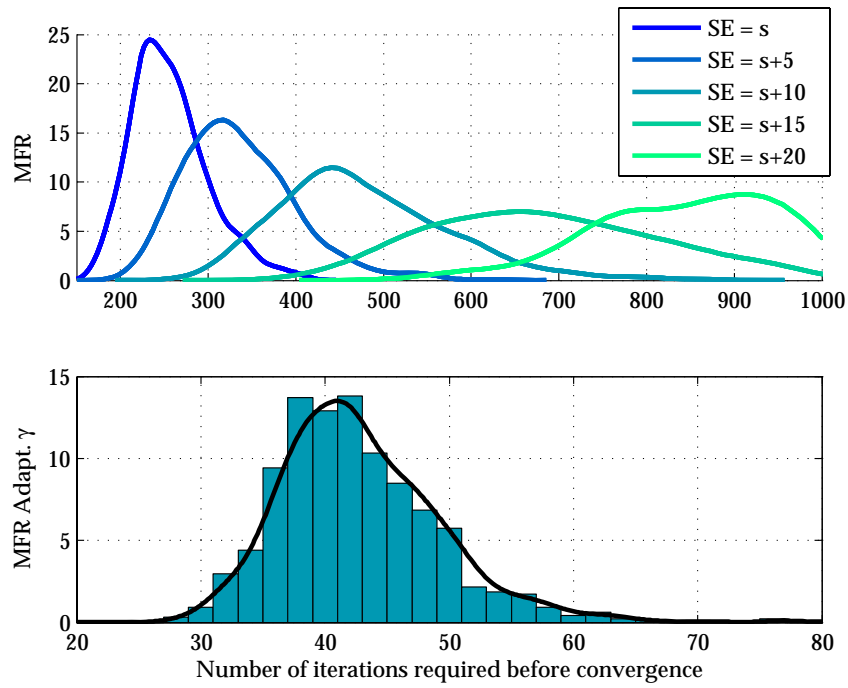 SE = s
SE = s+5
SE = s+10
SE = s+15
SE = s+20
MFR
25
20
15
10
5
0
200 300 400 500 600 700 800 900 1000
MFR Adapt. γ
15
10
5
0
20 30 40 50 60 70 80
Number of iterations required before convergence